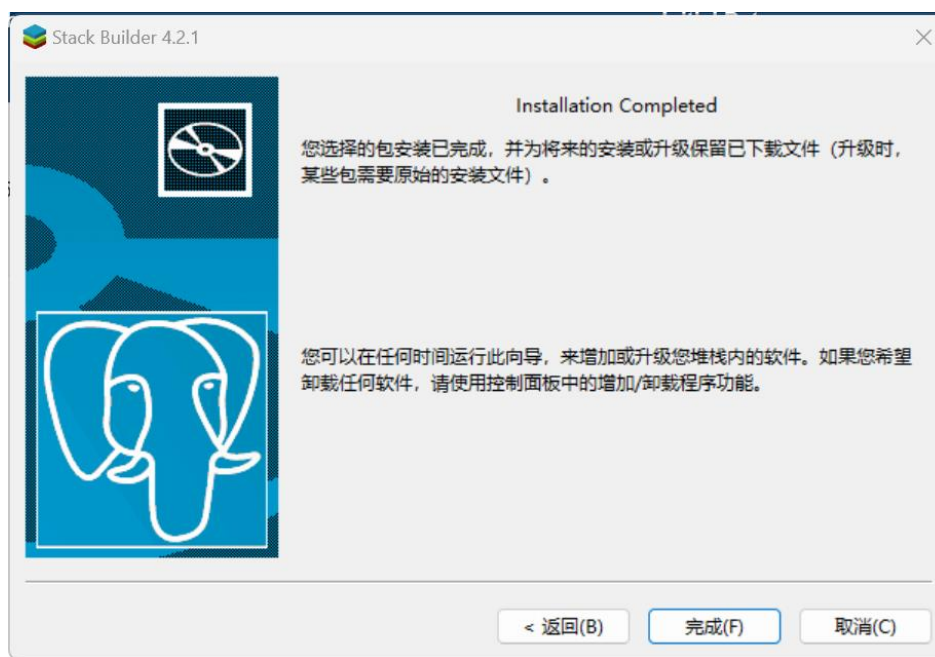 Stack Builder 4.2.1
Installation Completed
您选择的包安装已完成，并为将来的安装或升级保留已下载文件（升级时，
某些包需要原始的安装文件）。
您可以在任何时间运行此向导，来增加或升级您堆栈内的软件。如果您希望
卸载任何软件，请使用控制面板中的增加/卸载程序功能。
< 返回(B)
完成(F)
取消(C)